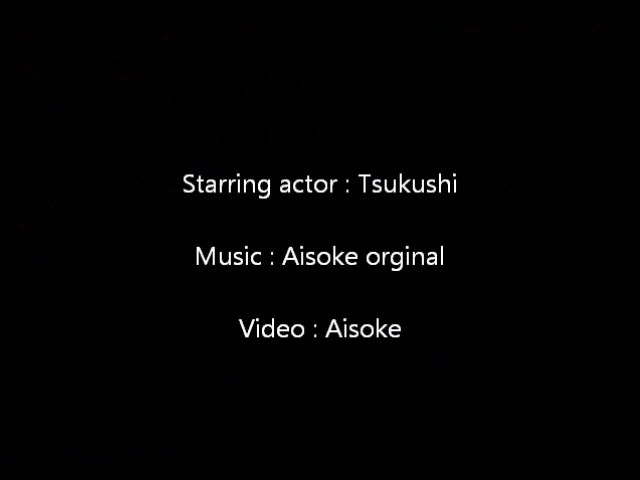 Starring actor : Tsukushi
Music : Aisoke orginal
Video : Aisoke